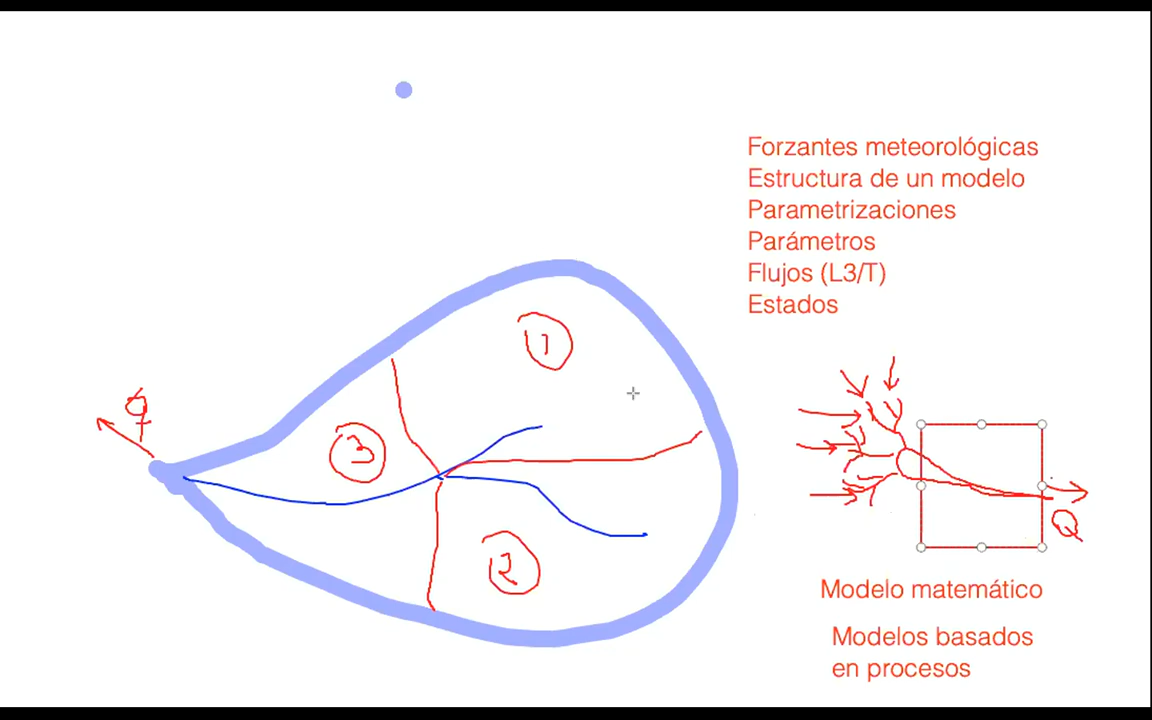 Forzantes meteorológicas
Estructura de un modelo
Parametrizaciones
Parámetros
Flujos (L3/T)
Estados
1
3
2
Q
Modelo matemático
Modelos basados
en procesos